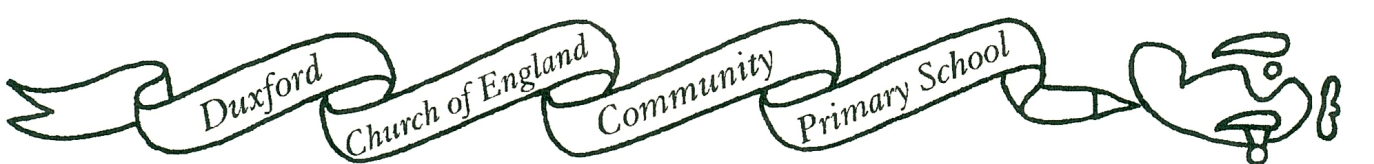 Duxford
Church of England
Community
Primary School